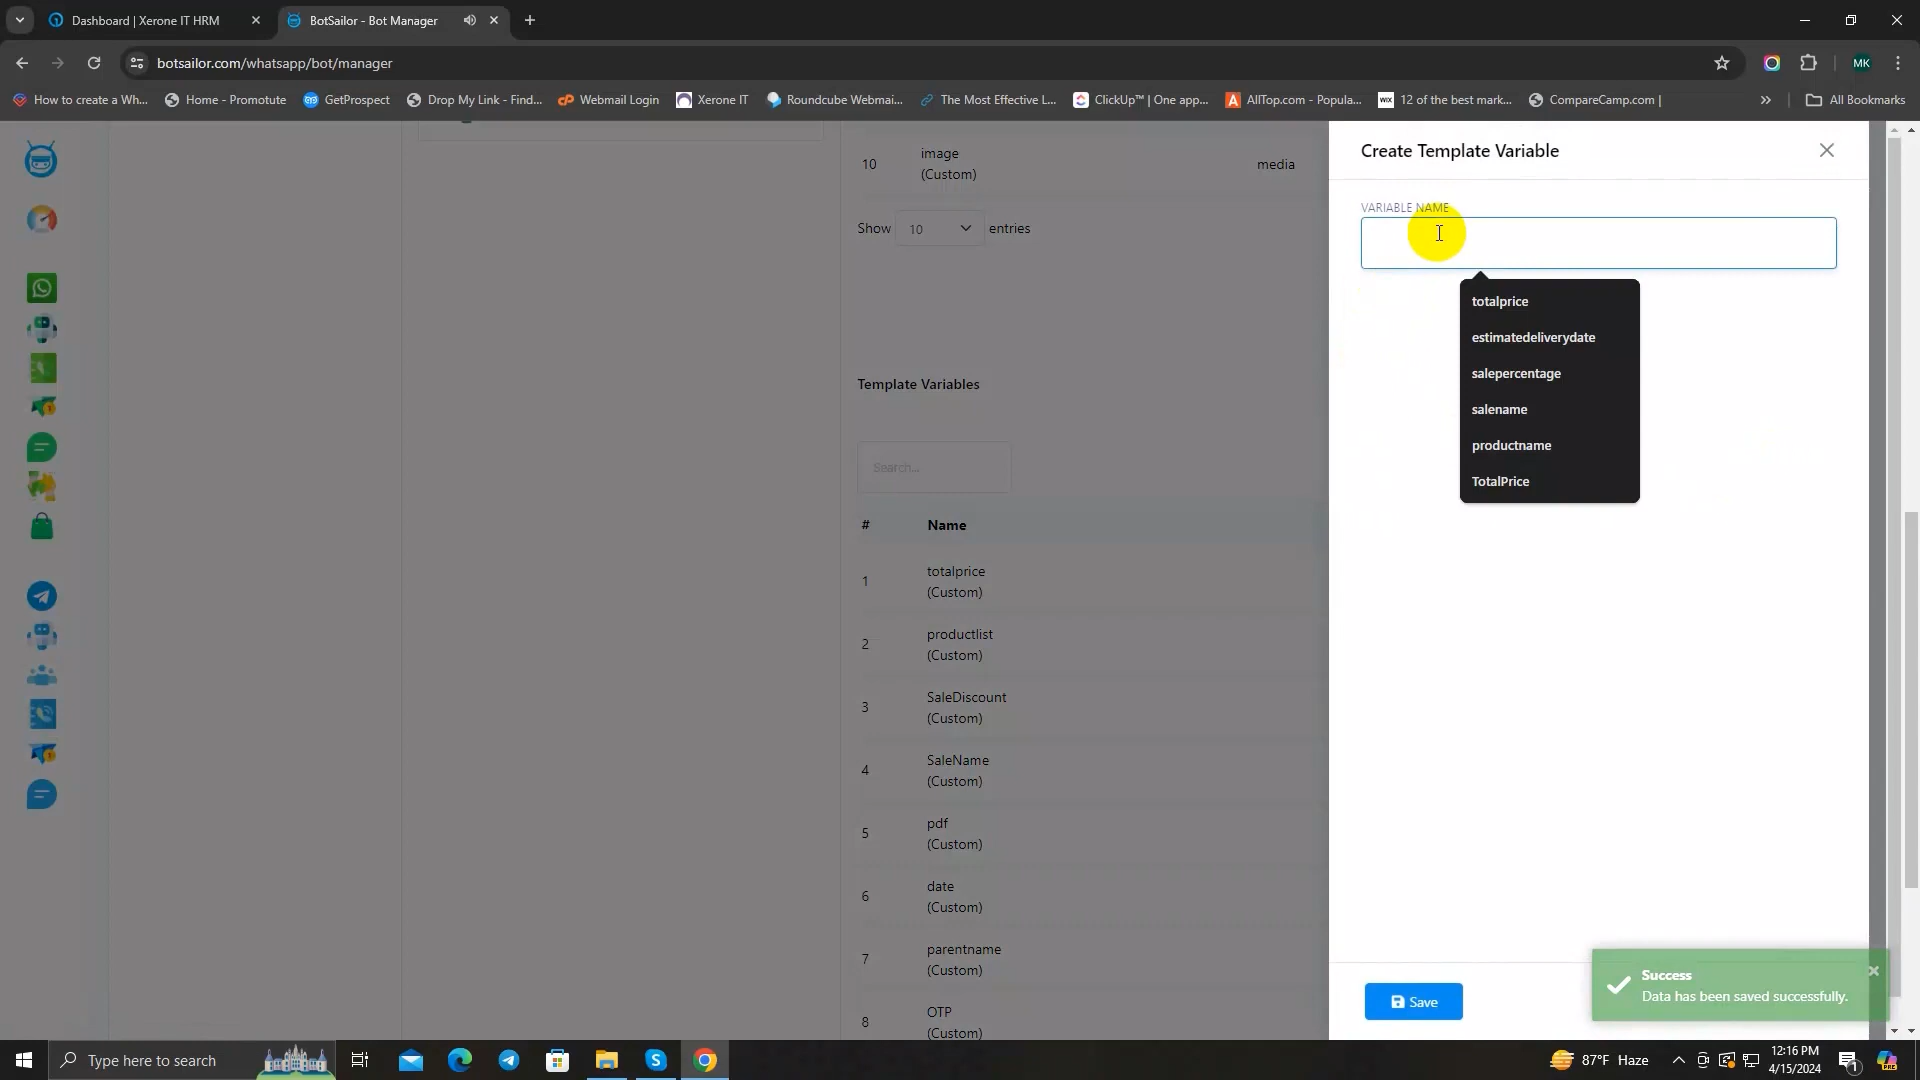 Dashboard | Xerone IT HRM
BotSailor - Bot Manager
botsailor.com/whatsapp/bot/manager
MK
How to create a Wh...
Home - Promotute
GetProspect
Drop My Link - Find...
Webmail Login
Xerone IT
Roundcube Webmai...
The Most Effective L...
ClickUp™ | One app...
AllTop.com - Popula...
WIX
12 of the best mark...
CompareCamp.com |
»
All Bookmarks
10
image
(Custom)
media
Show 10 entries
Template Variables
Search...
# Name
1
totalprice
(Custom)
2
productlist
(Custom)
3
SaleDiscount
(Custom)
4
SaleName
(Custom)
5
pdf
(Custom)
6
date
(Custom)
7
parentname
(Custom)
8
OTP
(Custom)
Create Template Variable
VARIABLE NAME
totalprice
estimatedeliverydate
salepercentage
salename
productname
TotalPrice
Save
Success
Data has been saved successfully.
Type here to search
87°F Haze
12:16 PM
4/15/2024
1